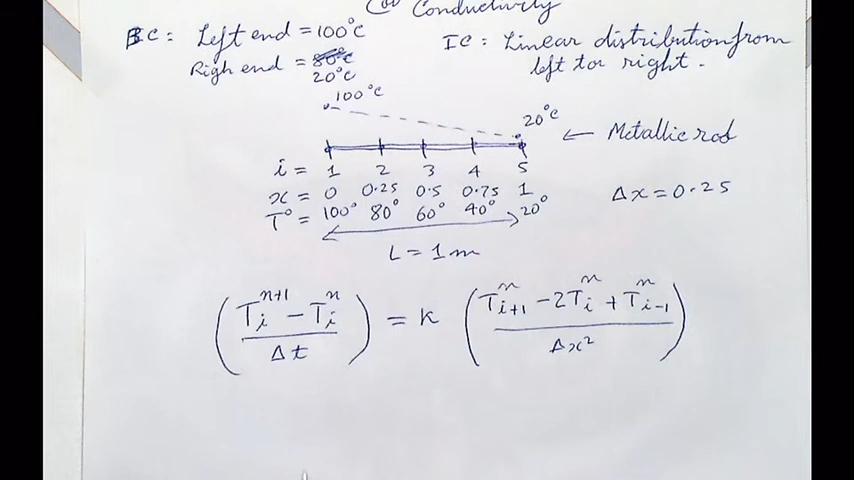 Conductivity
BC: Left end = 100°C
Righ end = 80°C
20°C
IC: Linear distribution from
left tor right.
100°C
20°C
← Metallic rod
i = 1 2 3 4 5
x = 0 0.25 0.5 0.75 1
T° = 100° 80° 60° 40° 20°
Δx = 0.25
L = 1m
(T_i^{n+1} - T_i^n / Δt) = K (T_{i+1}^n - 2T_i^n + T_{i-1}^n / Δx²)